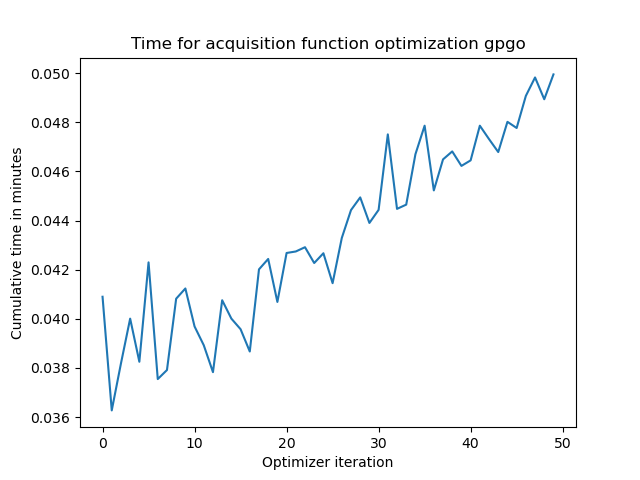 Time for acquisition function optimization gpgo
0.050
0.048
0.046
0.044
0.042
0.040
0.038
0.036
Cumulative time in minutes
0 10 20 30 40 50
Optimizer iteration